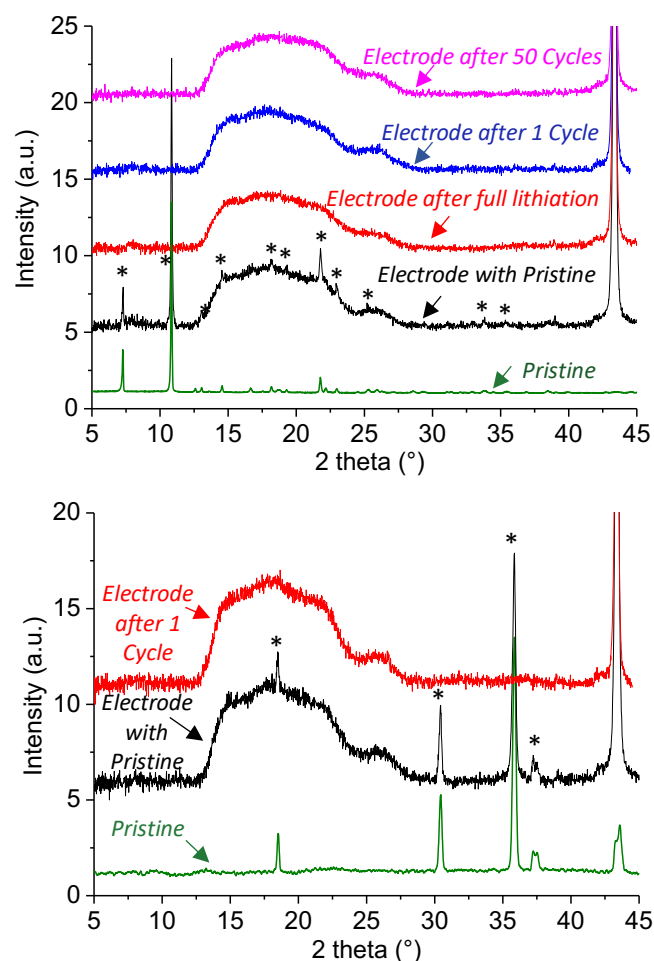 25
20
15
10
5
0
Intensity (a.u.)
Electrode after 50 Cycles
Electrode after 1 Cycle
Electrode after full lithiation
* * * * * * * * * * *
Electrode with Pristine
Pristine
5 10 15 20 25 30 35 40 45
2 theta (°)
20
15
10
5
0
Intensity (a.u.)
Electrode
after 1
Cycle
* * * *
Electrode
with
Pristine
Pristine
5 10 15 20 25 30 35 40 45
2 theta (°)